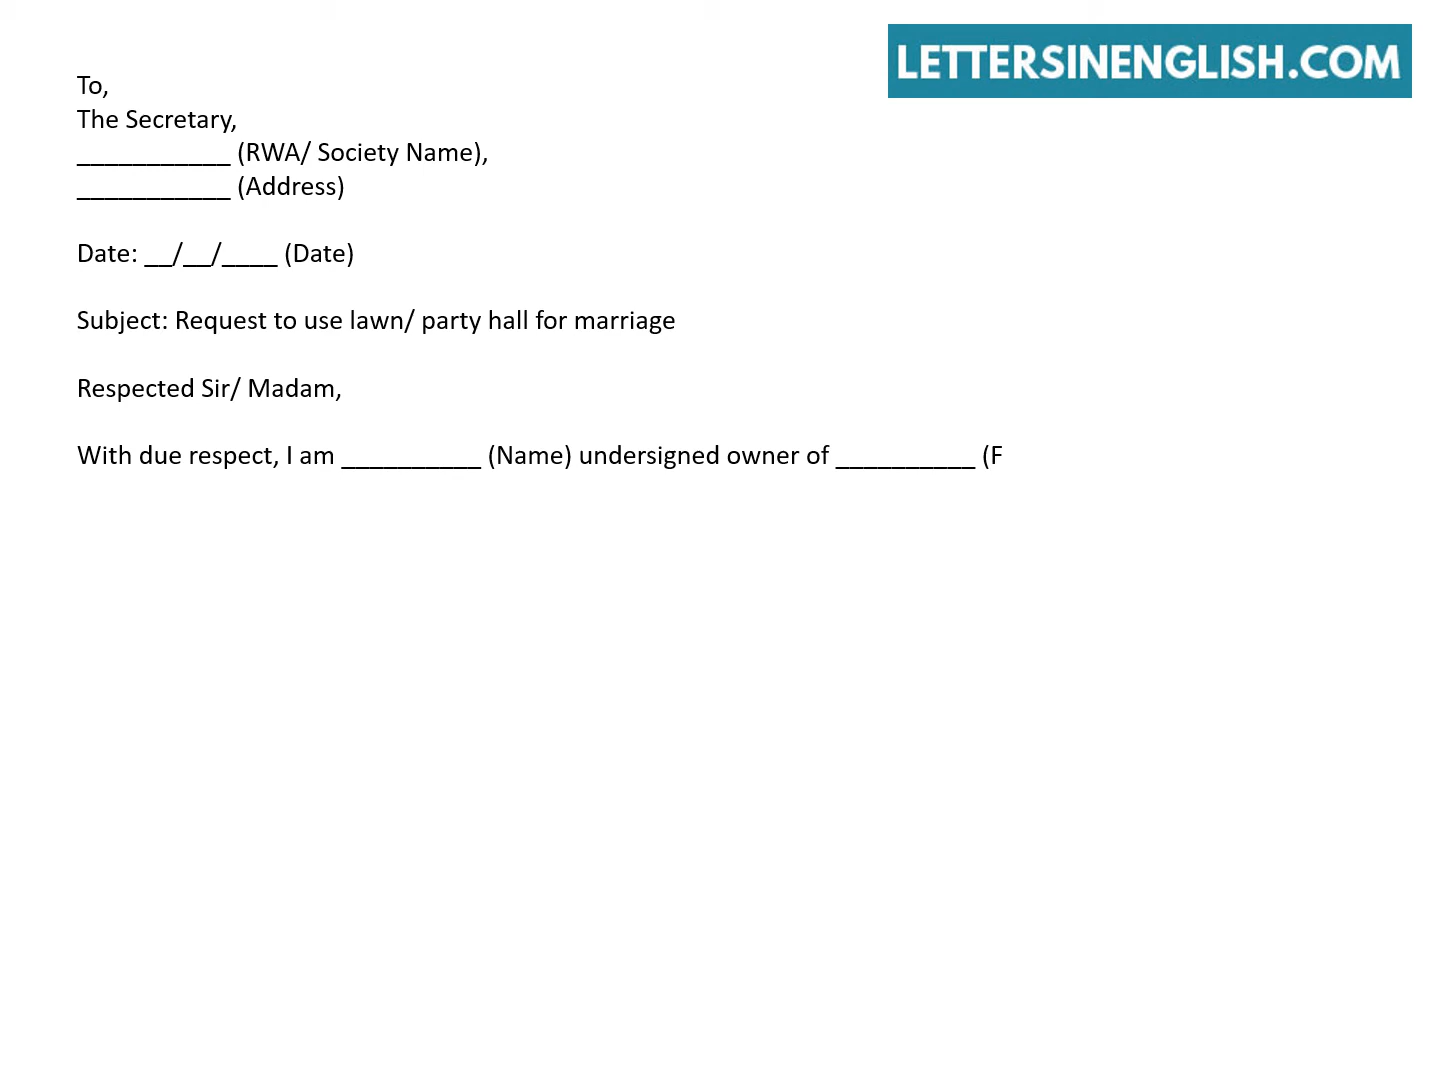 LETTERSINENGLISH.COM
To,
The Secretary,
___________ (RWA/ Society Name),
___________ (Address)
Date: __/__/____ (Date)
Subject: Request to use lawn/ party hall for marriage
Respected Sir/ Madam,
With due respect, I am __________ (Name) undersigned owner of __________ (F